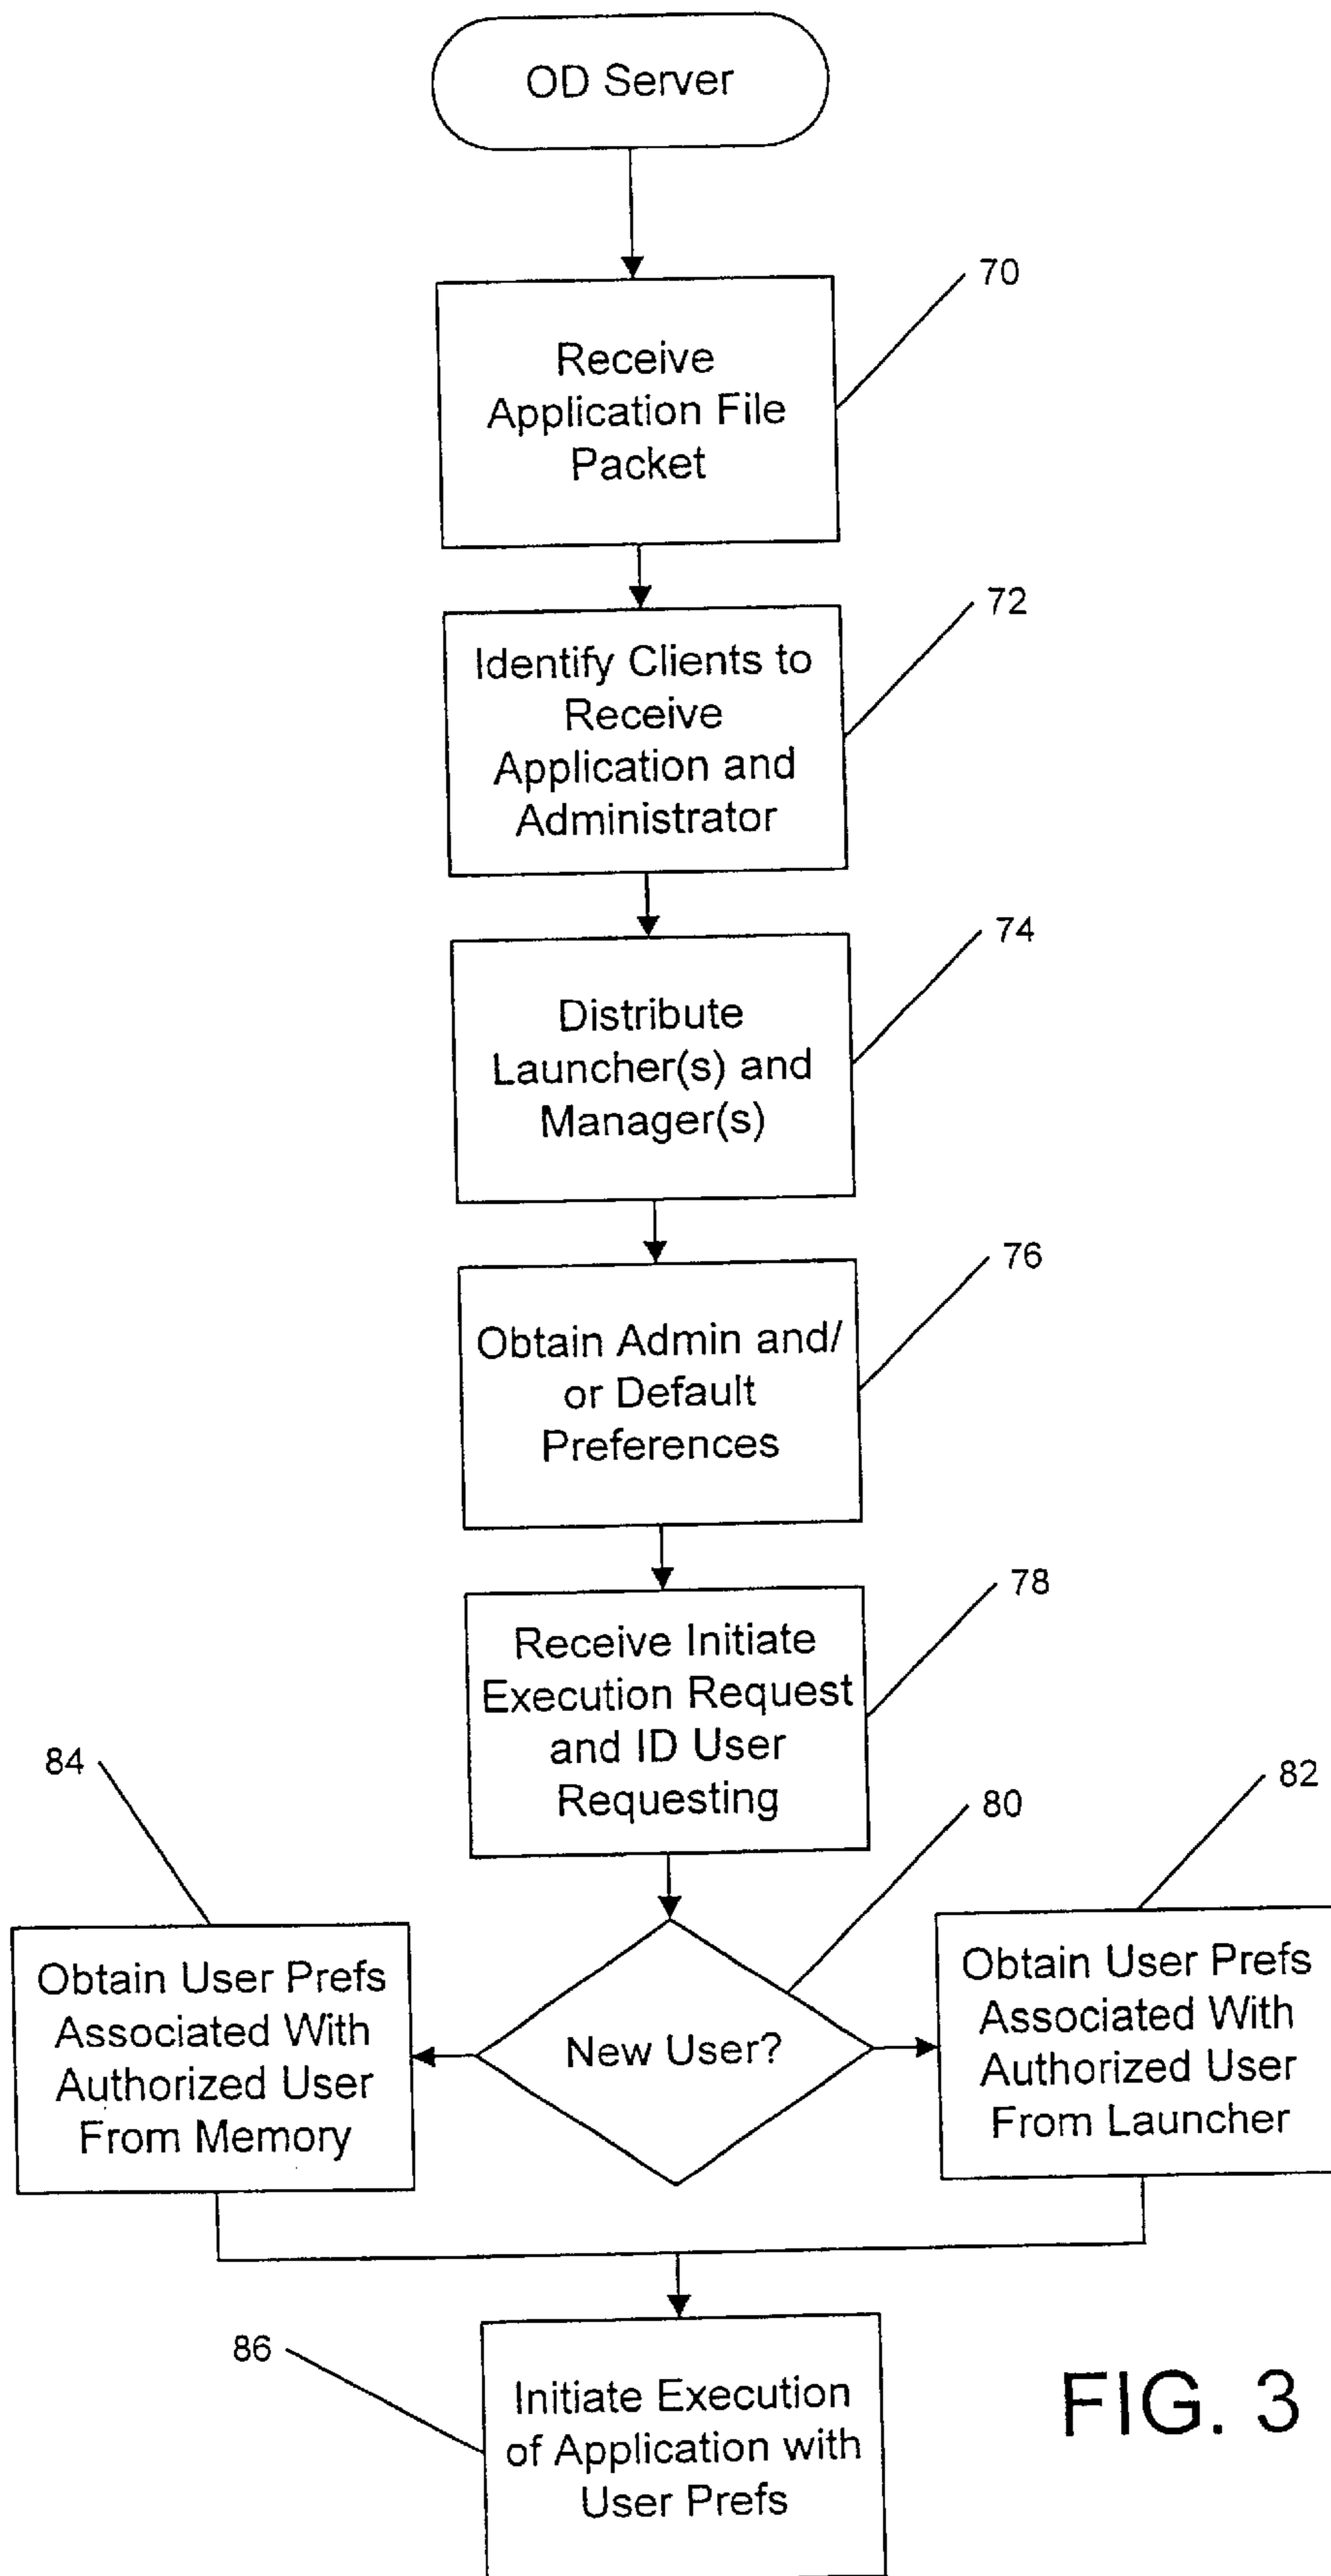 OD Server
70
Receive
Application File
Packet
72
Identify Clients to
Receive
Application and
Administrator
74
Distribute
Launcher(s) and
Manager(s)
76
Obtain Admin and/
or Default
Preferences
78
Receive Initiate
Execution Request
and ID User
Requesting
84
80
82
Obtain User Prefs
Associated With
Authorized User
From Memory
New User?
Obtain User Prefs
Associated With
Authorized User
From Launcher
86
Initiate Execution
of Application with
User Prefs
FIG. 3